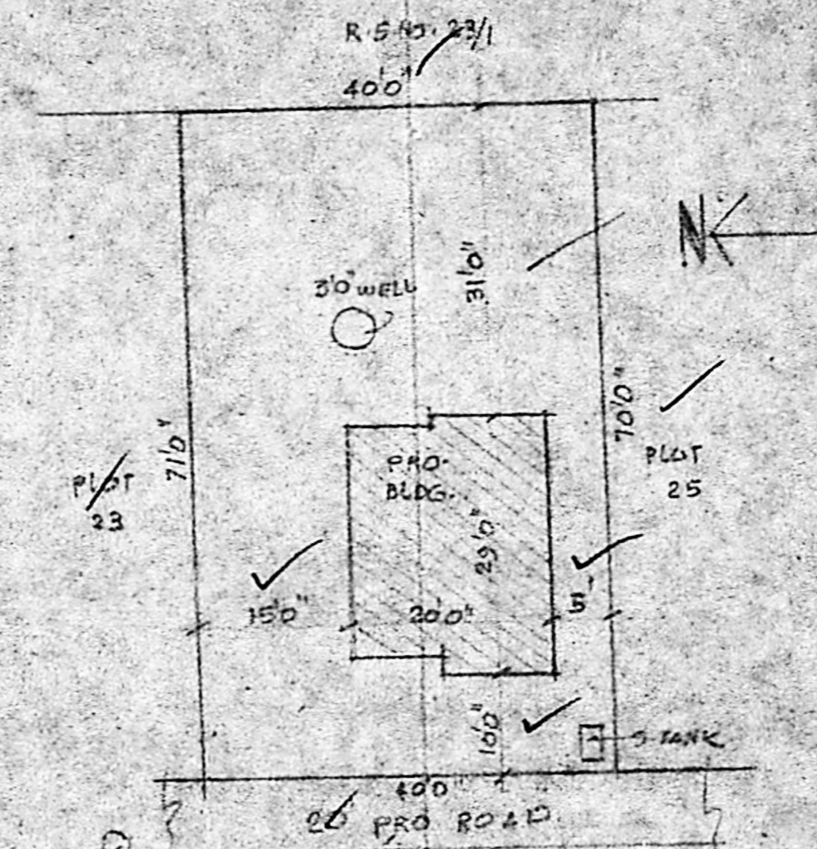 R.S.NO. 23/1
40'0"
N
3'0" WELL
31'0"
71'0"
70'0"
PLOT
23
PLOT
25
PRO.
BLDG.
29'0"
15'0"
20'0"
5'
10'0"
S.TANK
40'0"
20' PRO ROAD